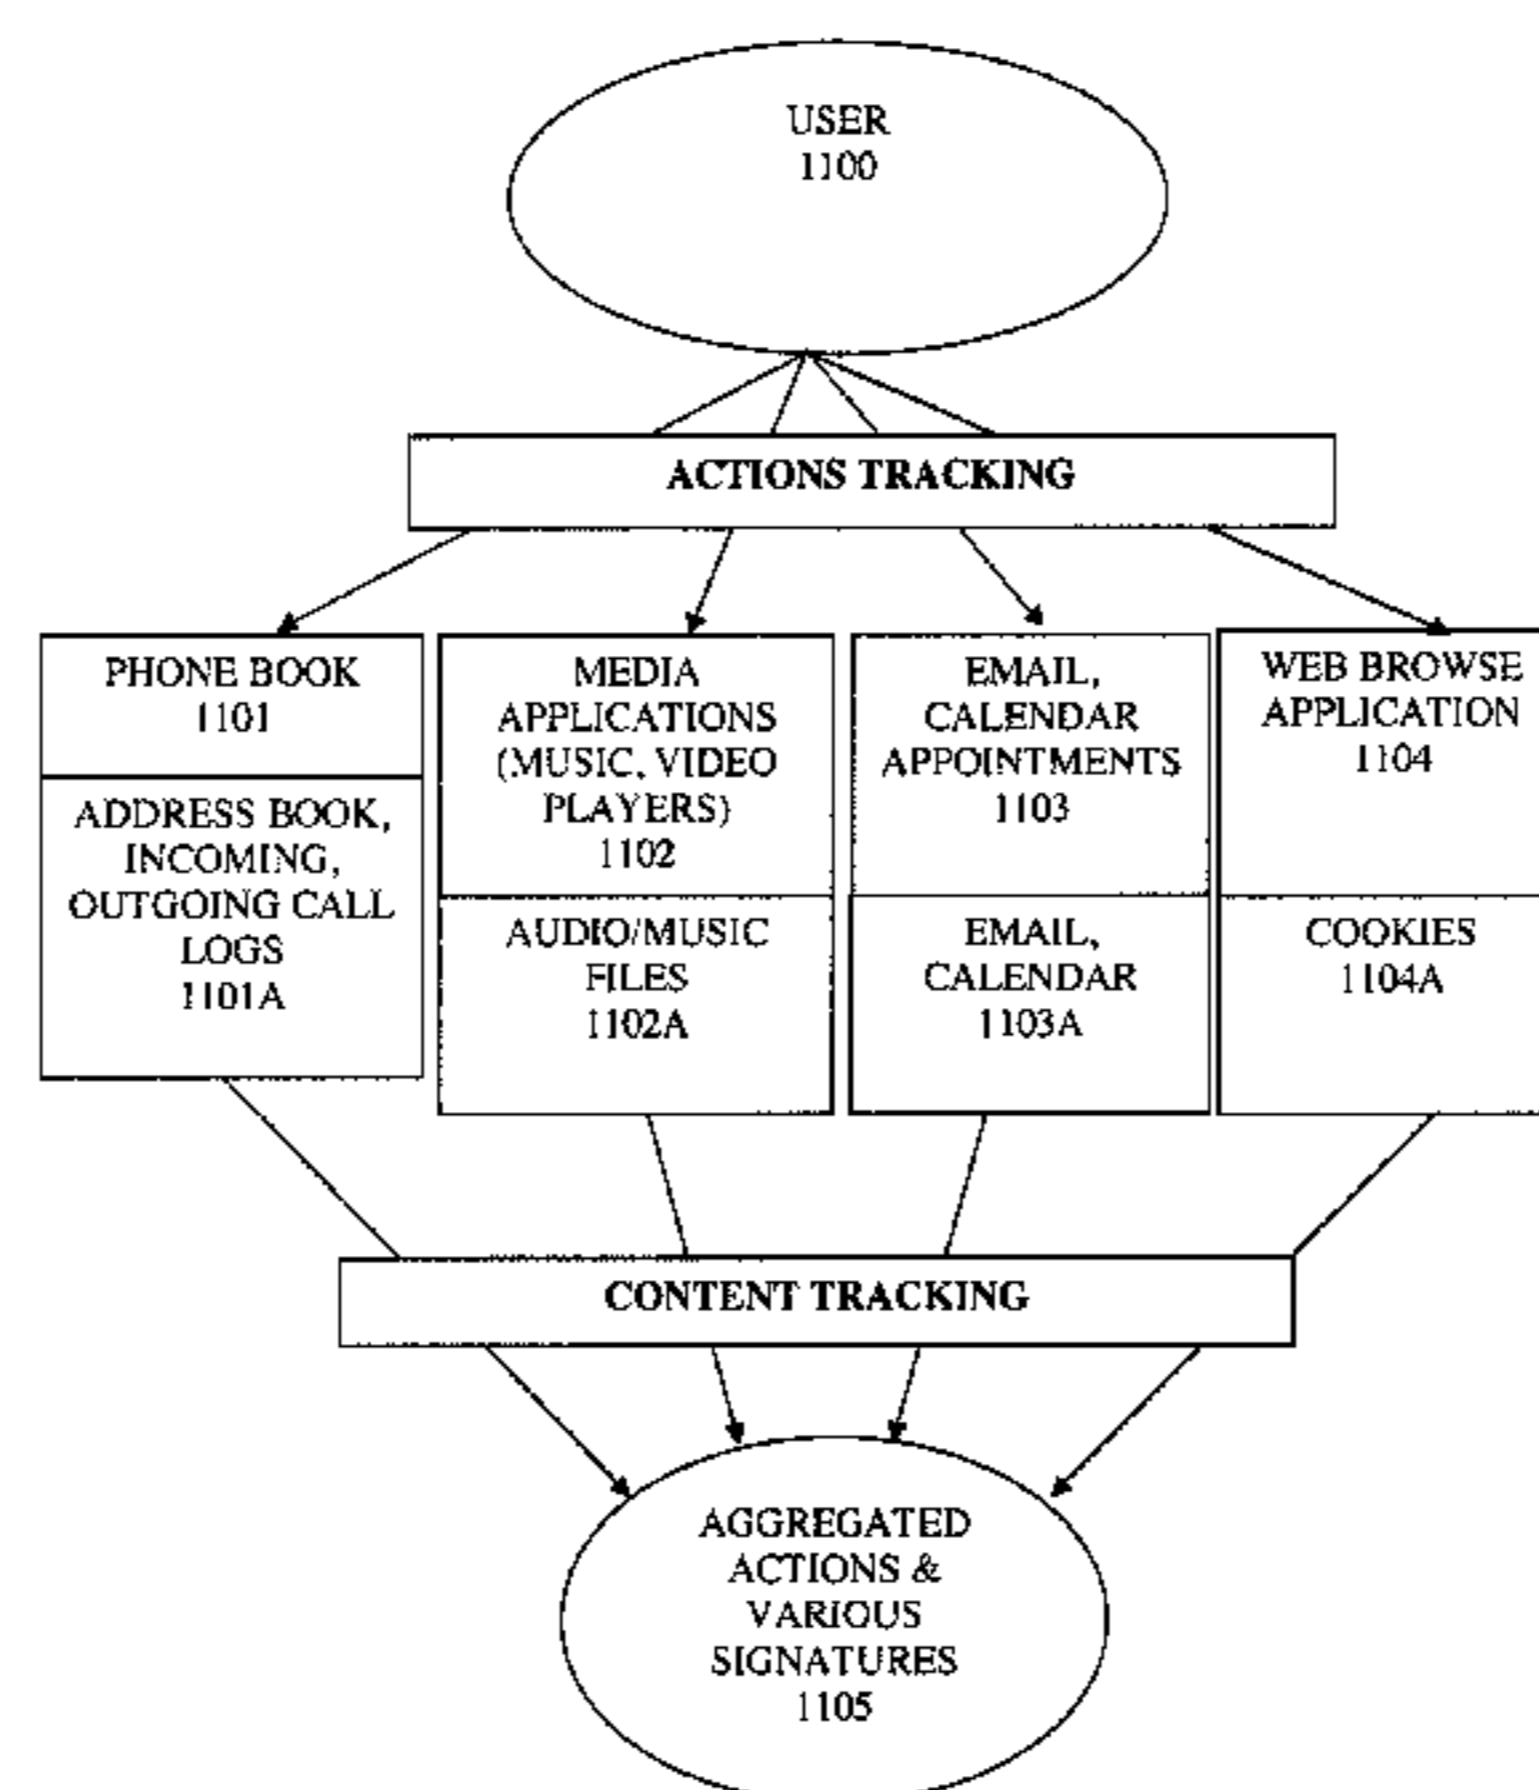 USER
1100
ACTIONS TRACKING
PHONE BOOK
1101
ADDRESS BOOK,
INCOMING,
OUTGOING CALL
LOGS
1101A
MEDIA
APPLICATIONS
(MUSIC, VIDEO
PLAYERS)
1102
AUDIO/MUSIC
FILES
1102A
EMAIL,
CALENDAR
APPOINTMENTS
1103
EMAIL,
CALENDAR
1103A
WEB BROWSE
APPLICATION
1104
COOKIES
1104A
CONTENT TRACKING
AGGREGATED
ACTIONS &
VARIOUS
SIGNATURES
1105